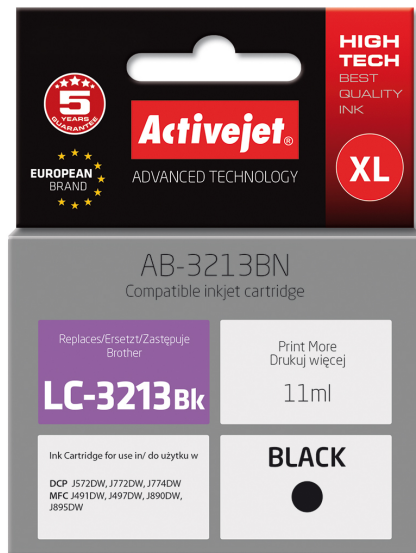 HIGH
TECH
BEST
QUALITY
INK
5
YEARS
GUARANTEE
Activejet®
EUROPEAN
BRAND
ADVANCED TECHNOLOGY
XL
AB-3213BN
Compatible inkjet cartridge
Replaces/Ersetzt/Zastępuje
Brother
LC-3213Bk
Print More
Drukuj więcej
11ml
Ink Cartridge for use in/ do użytku w
DCP J572DW, J772DW, J774DW
MFC J491DW, J497DW, J890DW,
J895DW
BLACK